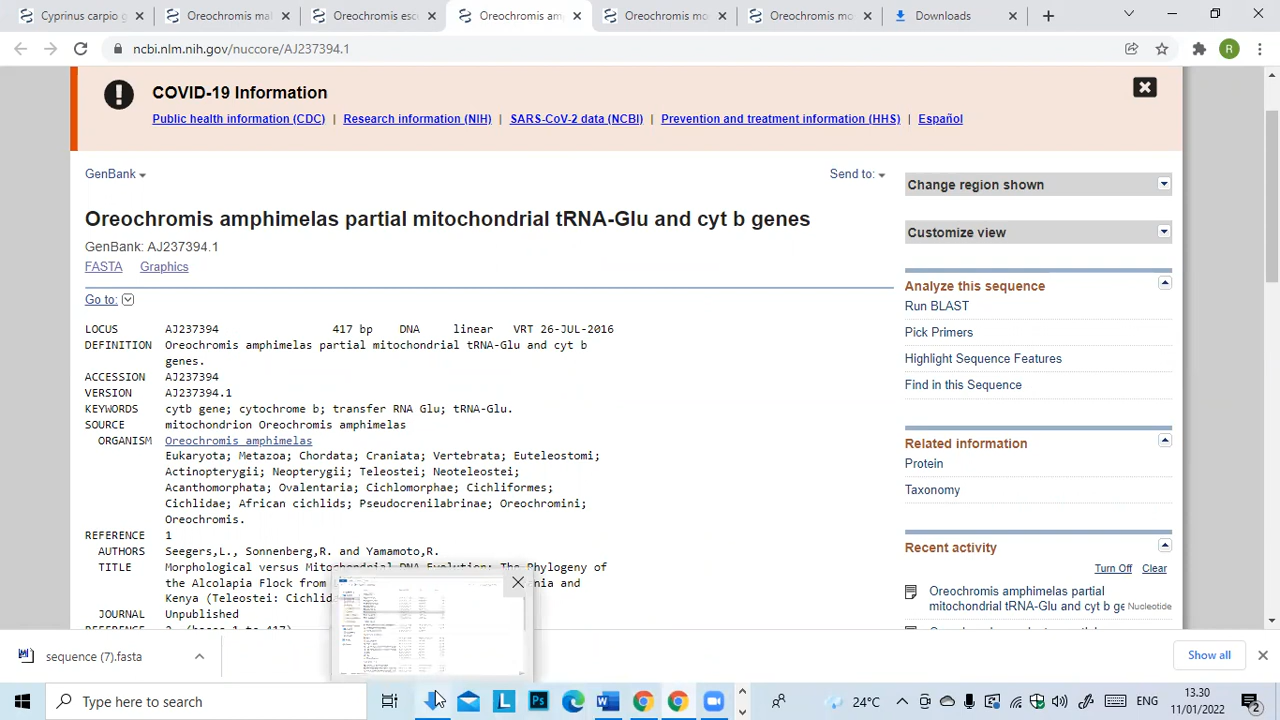 Cyprinus carpio g
Oreochromis informat
Oreochromis esc
Oreochromis amp
Oreochromis mo
Oreochromis mo
Downloads
ncbi.nlm.nih.gov/nuccore/AJ237394.1
R
COVID-19 Information
Public health information (CDC) | Research information (NIH) | SARS-CoV-2 data (NCBI) | Prevention and treatment information (HHS) | Español
GenBank
Send to:
Change region shown
Oreochromis amphimelas partial mitochondrial tRNA-Glu and cyt b genes
Customize view
GenBank: AJ237394.1
FASTA Graphics
Analyze this sequence
Go to:
Run BLAST
LOCUS AJ237394 417 bp DNA linear VRT 26-JUL-2016
Pick Primers
DEFINITION Oreochromis amphimelas partial mitochondrial tRNA-Glu and cyt b
genes.
Highlight Sequence Features
ACCESSION AJ237394
Find in this Sequence
VERSION AJ237394.1
KEYWORDS cytb gene; cytochrome b; transfer RNA Glu; tRNA-Glu.
SOURCE mitochondrion Oreochromis amphimelas
ORGANISM Oreochromis amphimelas
Related information
Eukaryota; Metazoa; Chordata; Craniata; Vertebrata; Euteleostomi;
Protein
Actinopterygii; Neopterygii; Teleostei; Neoteleostei;
Acanthomorphata; Ovalentaria; Cichlomorphae; Cichliformes;
Taxonomy
Cichlidae; African cichlids; Pseudocrenilabrinae; Oreochromini;
Oreochromis.
REFERENCE 1
Recent activity
AUTHORS Seegers,L., Sonnenberg,R. and Yamamoto,R.
TITLE Morphological versus Mitochondrial DNA Evolution: The Phylogeny of
Turn Off Clear
the Alcolapia Flock from nia and
Kenya (Teleostei: Cichlid
Oreochromis amphimelas partial
mitochondrial tRNA-Glu and cyt b ge Nucleotide
JOURNAL Unpublished
Show all
Type here to search
24°C
13.30
11/01/2022
2